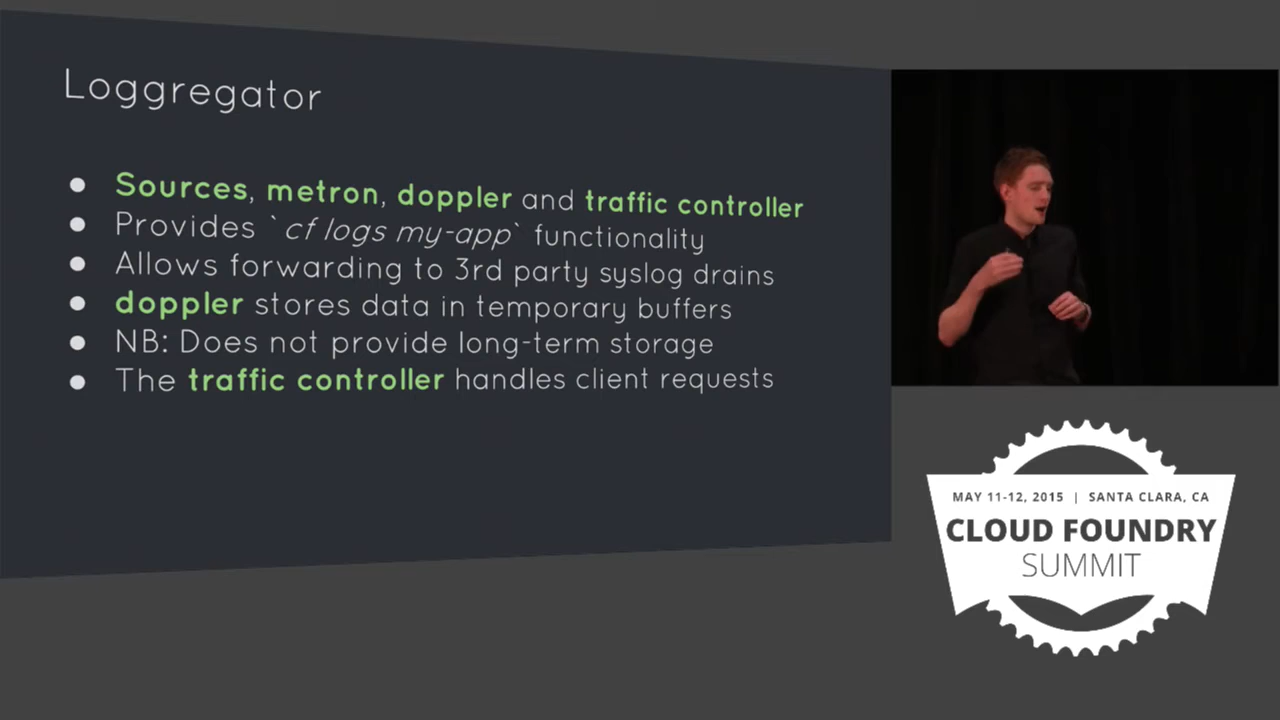 Loggregator
● Sources, metron, doppler and traffic controller
● Provides `cf logs my-app` functionality
● Allows forwarding to 3rd party syslog drains
● doppler stores data in temporary buffers
● NB: Does not provide long-term storage
● The traffic controller handles client requests
MAY 11-12, 2015 | SANTA CLARA, CA
CLOUD FOUNDRY
SUMMIT